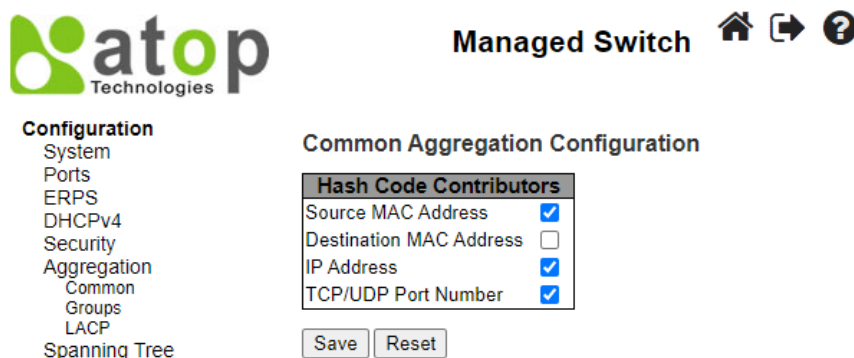 atop
Technologies
Managed Switch
Configuration
System
Ports
ERPS
DHCPv4
Security
Aggregation
Common
Groups
LACP
Spanning Tree
Common Aggregation Configuration
Hash Code Contributors
Source MAC Address
Destination MAC Address
IP Address
TCP/UDP Port Number
Save Reset